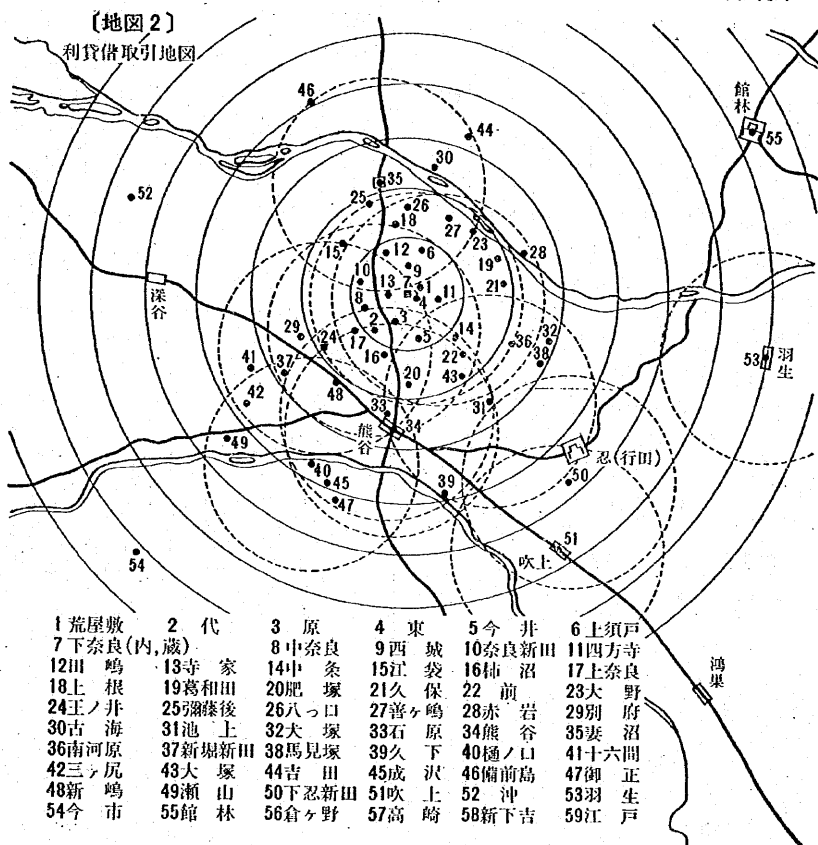 〔地図2〕
利貸借取引地図
46
44
30
35
52
25
26
18
27
23
28
15
12
6
19
9
10
7
1
21
13
4
11
8
3
2
17
5
14
29
24
16
22
36
32
38
41
37
43
20
48
42
31
33
34
49
40
45
47
39
50
51
53
54
55
館林
深谷
羽生
熊谷
忍(行田)
吹上
鴻巣
1荒屋敷 2代 3原 4東 5今井 6上須戸
7下奈良(内,蔵) 8中奈良 9西城 10奈良新田 11四方寺
12田嶋 13寺家 14中条 15江袋 16柿沼 17上奈良
18上根 19葛和田 20肥塚 21久保 22前 23大野
24玉ノ井 25彌藤後 26八っ口 27善ヶ嶋 28赤岩 29別府
30古海 31池上 32犬塚 33石原 34熊谷 35妻沼
36南河原 37新堀新田 38馬見塚 39久下 40樋ノ口 41十六間
42三ヶ尻 43大塚 44吉田 45成沢 46備前島 47御正
48新嶋 49瀬山 50下忍新田 51吹上 52沖 53羽生
54今市 55館林 56倉ヶ野 57高崎 58新下吉 59江戸